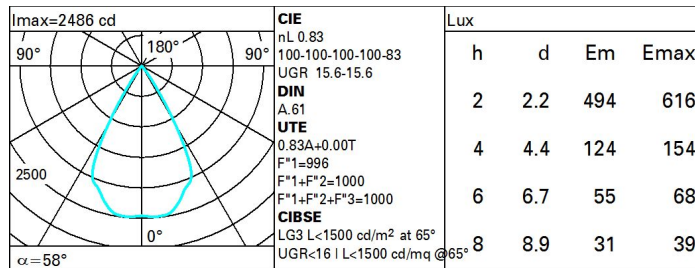 Imax=2486 cd
90°
180°
90°
2500
0°
α=58°
CIE
nL 0.83
100-100-100-100-83
UGR 15.6-15.6
DIN
A.61
UTE
0.83A+0.00T
F"1=996
F"1+F"2=1000
F"1+F"2+F"3=1000
CIBSE
LG3 L<1500 cd/m² at 65°
UGR<16 | L<1500 cd/mq @65°
Lux
h d Em Emax
2 2.2 494 616
4 4.4 124 154
6 6.7 55 68
8 8.9 31 39